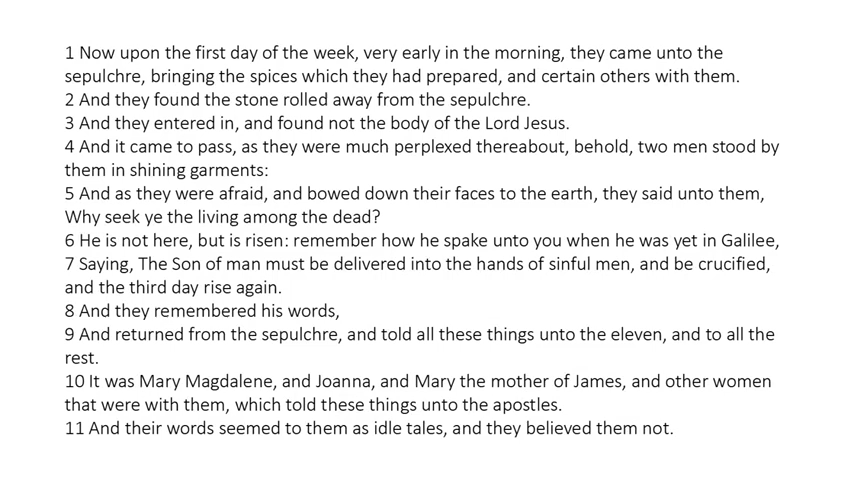 1 Now upon the first day of the week, very early in the morning, they came unto the
sepulchre, bringing the spices which they had prepared, and certain others with them.
2 And they found the stone rolled away from the sepulchre.
3 And they entered in, and found not the body of the Lord Jesus.
4 And it came to pass, as they were much perplexed thereabout, behold, two men stood by
them in shining garments:
5 And as they were afraid, and bowed down their faces to the earth, they said unto them,
Why seek ye the living among the dead?
6 He is not here, but is risen: remember how he spake unto you when he was yet in Galilee,
7 Saying, The Son of man must be delivered into the hands of sinful men, and be crucified,
and the third day rise again.
8 And they remembered his words,
9 And returned from the sepulchre, and told all these things unto the eleven, and to all the
rest.
10 It was Mary Magdalene, and Joanna, and Mary the mother of James, and other women
that were with them, which told these things unto the apostles.
11 And their words seemed to them as idle tales, and they believed them not.